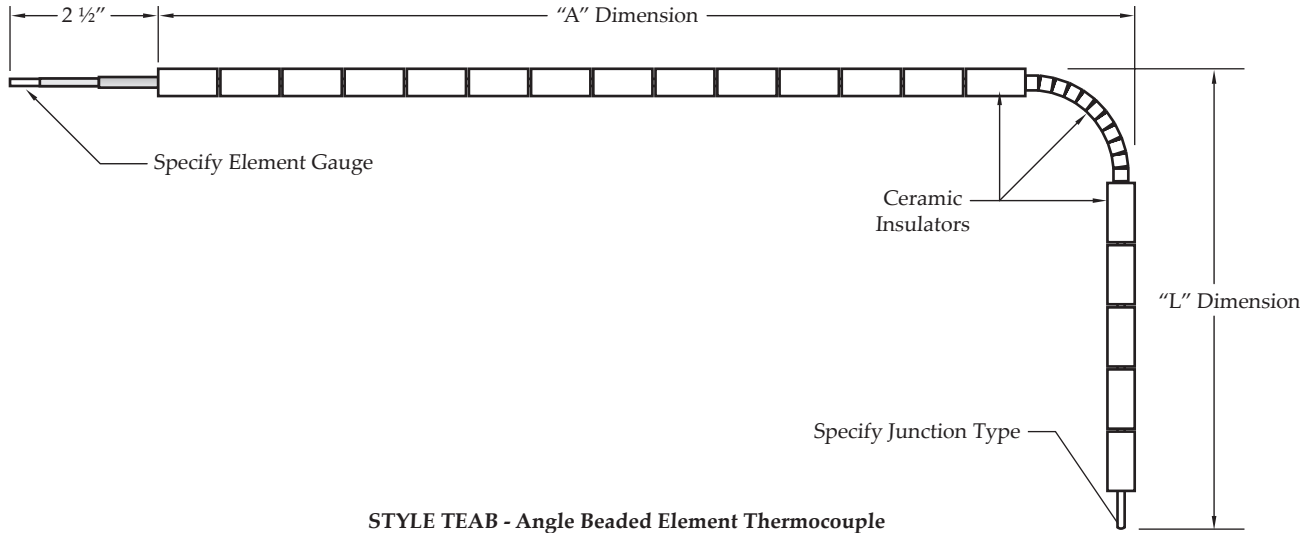 2 ½”
“A” Dimension
Specify Element Gauge
Ceramic
Insulators
“L” Dimension
Specify Junction Type
STYLE TEAB - Angle Beaded Element Thermocouple